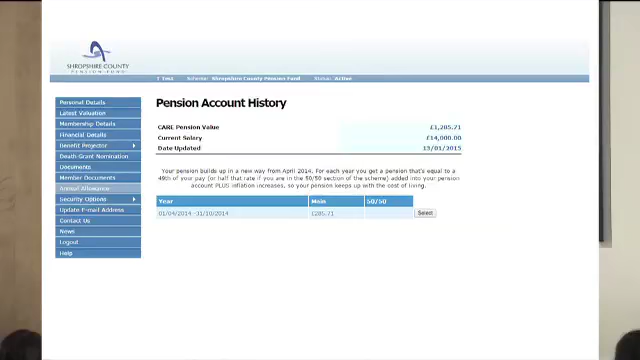 SHROPSHIRE COUNTY
PENSION FUND
T Test Scheme: Shropshire County Pension Fund Status: Active
Personal Details
Latest Valuation
Membership Details
Financial Details
Benefit Projector
Death Grant Nomination
Documents
Member Documents
Annual Allowance
Security Options
Update E-mail Address
Contact Us
News
Logout
Help
Pension Account History
CARE Pension Value £1,285.71
Current Salary £14,000.00
Date Updated 13/01/2015
Your pension builds up in a new way from April 2014. For each year you get a pension that's equal to a
49th of your pay (or half that rate if you are in the 50/50 section of the scheme) added into your pension
account PLUS inflation increases, so your pension keeps up with the cost of living.
Year Main 50/50
01/04/2014 - 31/10/2014 £285.71 Select